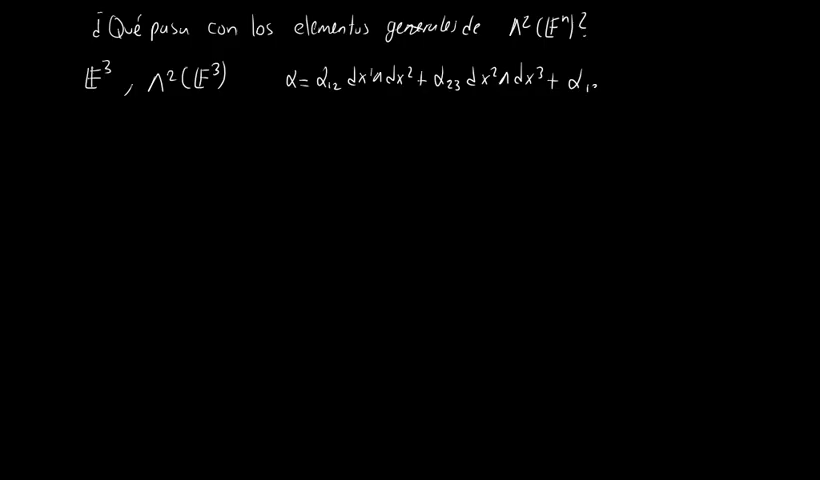 ¿Qué pasa con los elementos generales de Λ²(𝔼ⁿ)?
𝔼³, Λ²(𝔼³) α = α₁₂ dx¹∧dx² + α₂₃ dx²∧dx³ + α₁